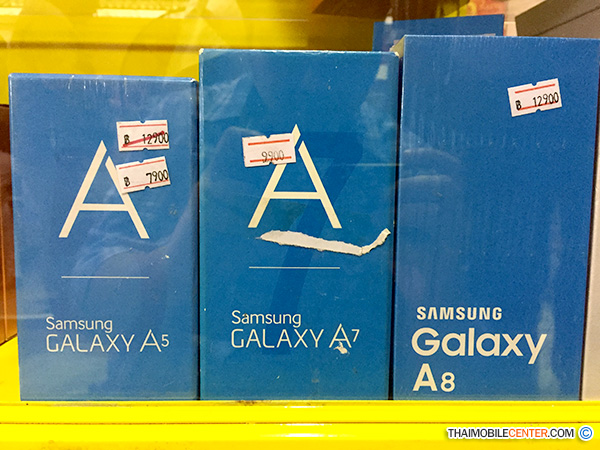 ฿ 12900
฿ 7900
A
Samsung
GALAXY A5
9900
A
Samsung
GALAXY A7
฿ 12900
SAMSUNG
Galaxy
A8
THAIMOBILECENTER.COM ©